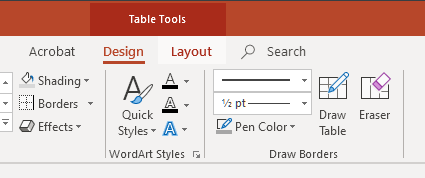 Table Tools
Acrobat Design Layout Search
Shading
Borders
Effects
Quick
Styles
A
A
A
WordArt Styles
½ pt
Pen Color
Draw
Table
Eraser
Draw Borders